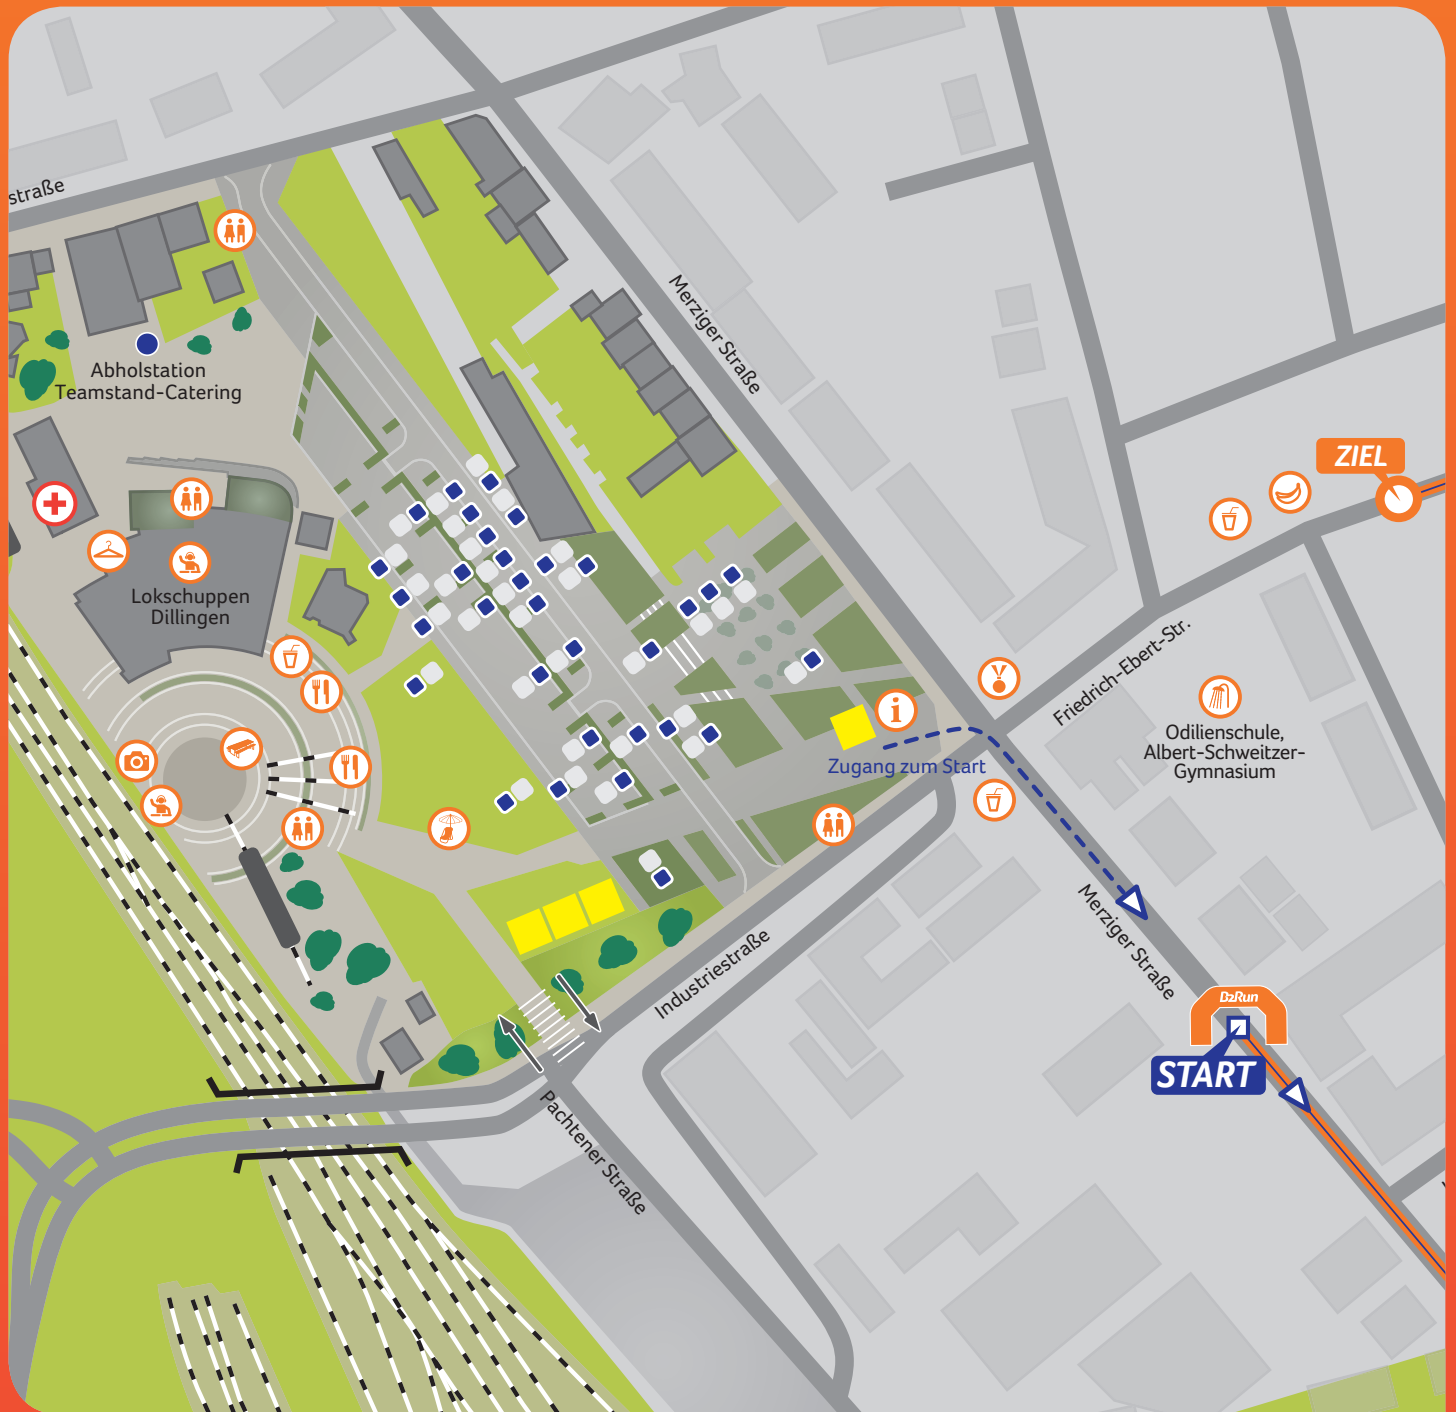 straße
Abholstation
Teamstand-Catering
Merziger Straße
ZIEL
Lokschuppen
Dillingen
Friedrich-Ebert-Str.
i
Odilienschule,
Albert-Schweitzer-
Gymnasium
Zugang zum Start
Merziger Straße
Industriestraße
B2Run
START
Pachtener Straße